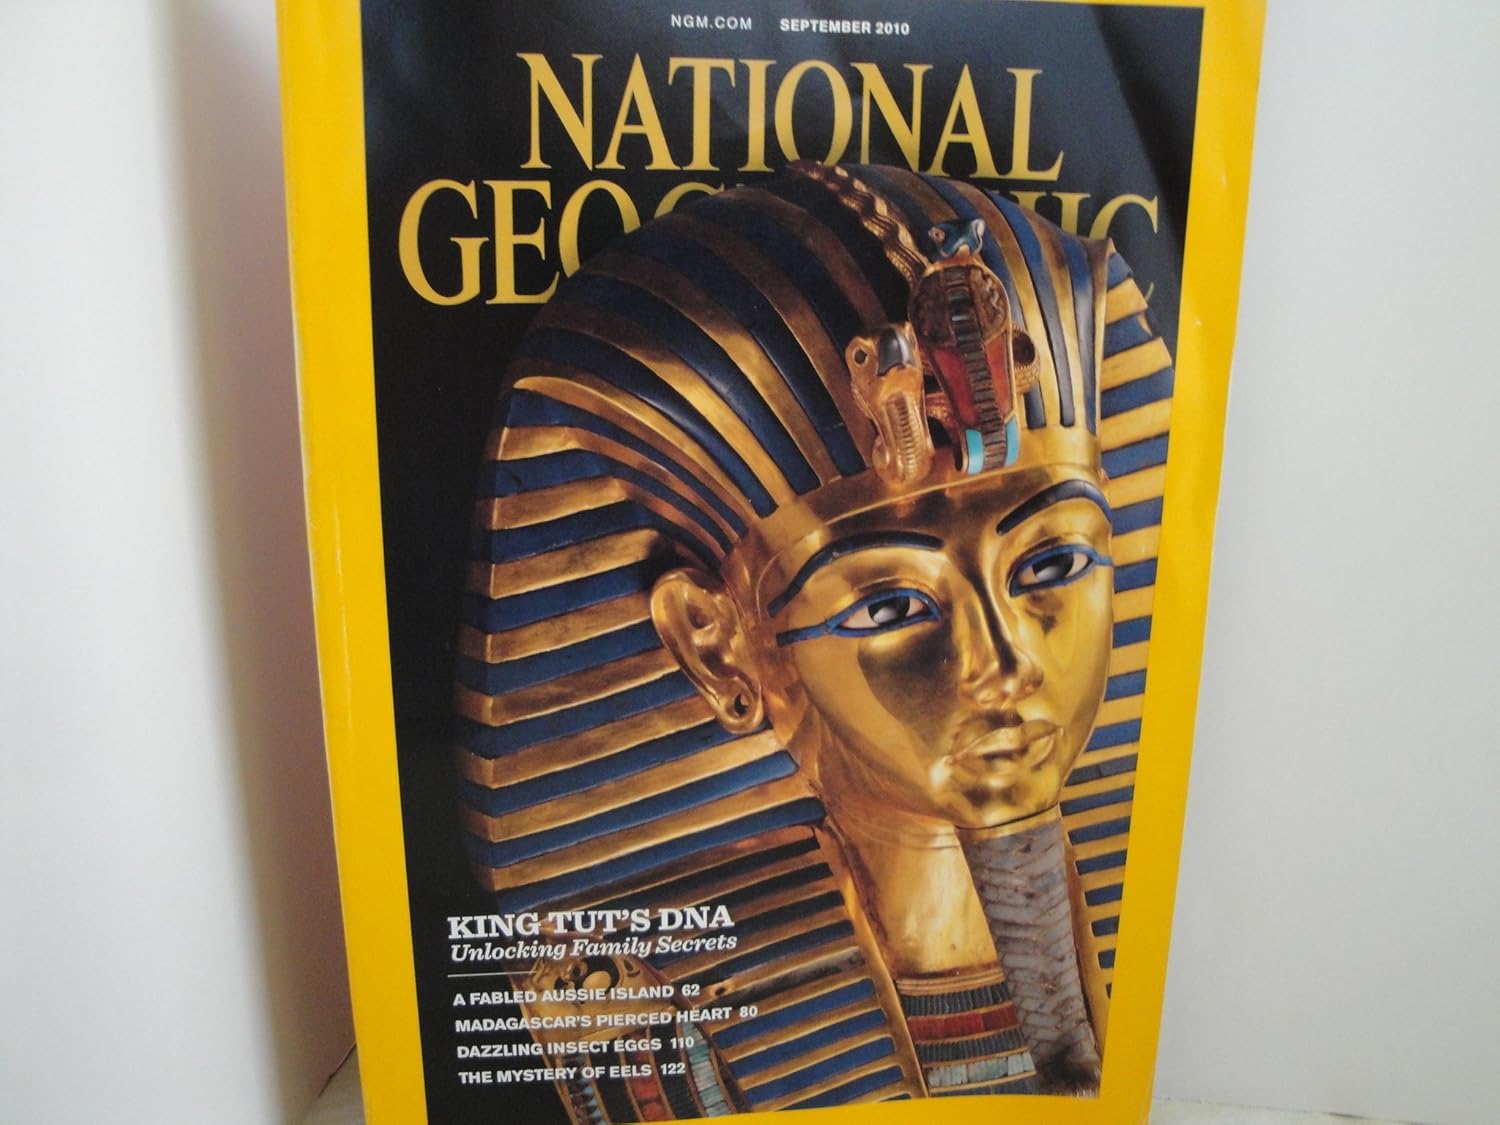 NGM.COM SEPTEMBER 2010
NATIONAL
GEOGRAPHIC
KING TUT'S DNA
Unlocking Family Secrets
A FABLED AUSSIE ISLAND 62
MADAGASCAR'S PIERCED HEART 80
DAZZLING INSECT EGGS 110
THE MYSTERY OF EELS 122